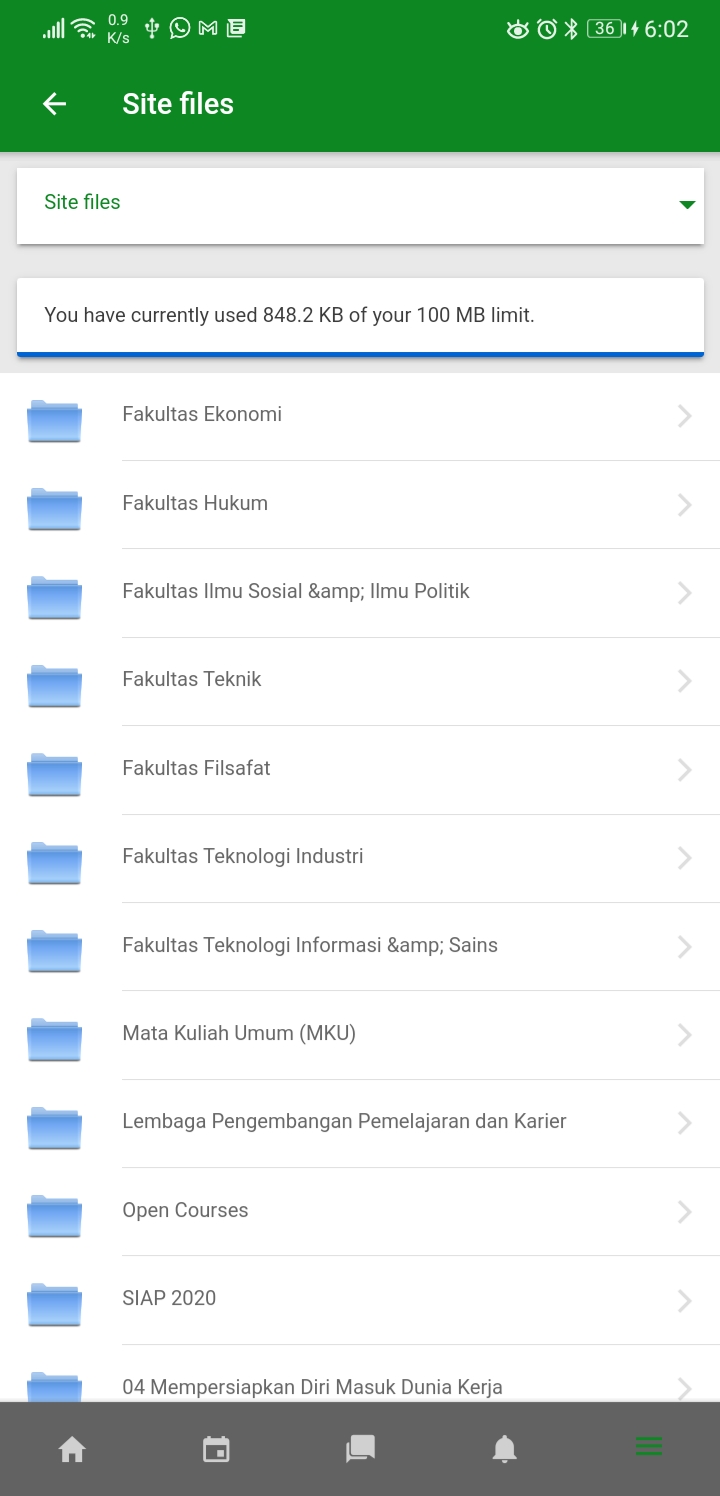 0.9
K/s
36
6:02
Site files
Site files
You have currently used 848.2 KB of your 100 MB limit.
Fakultas Ekonomi
Fakultas Hukum
Fakultas Ilmu Sosial &amp; Ilmu Politik
Fakultas Teknik
Fakultas Filsafat
Fakultas Teknologi Industri
Fakultas Teknologi Informasi &amp; Sains
Mata Kuliah Umum (MKU)
Lembaga Pengembangan Pemelajaran dan Karier
Open Courses
SIAP 2020
04 Mempersiapkan Diri Masuk Dunia Kerja